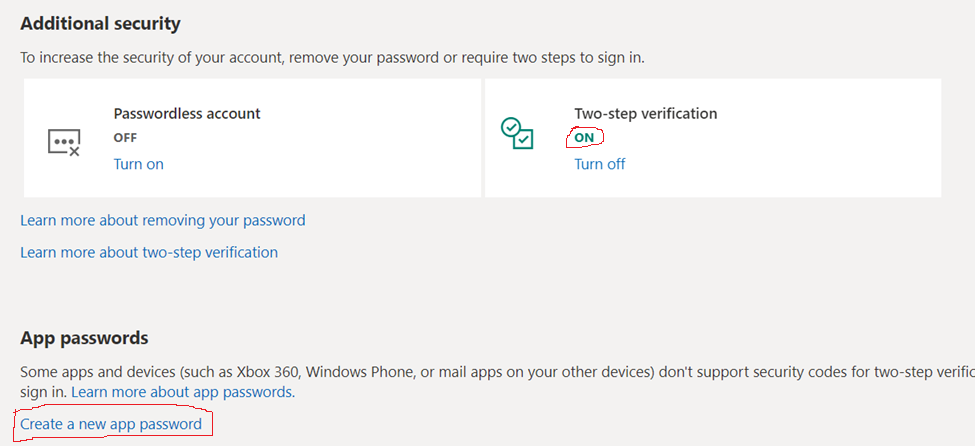 Additional security
To increase the security of your account, remove your password or require two steps to sign in.
Passwordless account
OFF
Turn on
Two-step verification
ON
Turn off
Learn more about removing your password
Learn more about two-step verification
App passwords
Some apps and devices (such as Xbox 360, Windows Phone, or mail apps on your other devices) don't support security codes for two-step verific
sign in. Learn more about app passwords.
Create a new app password